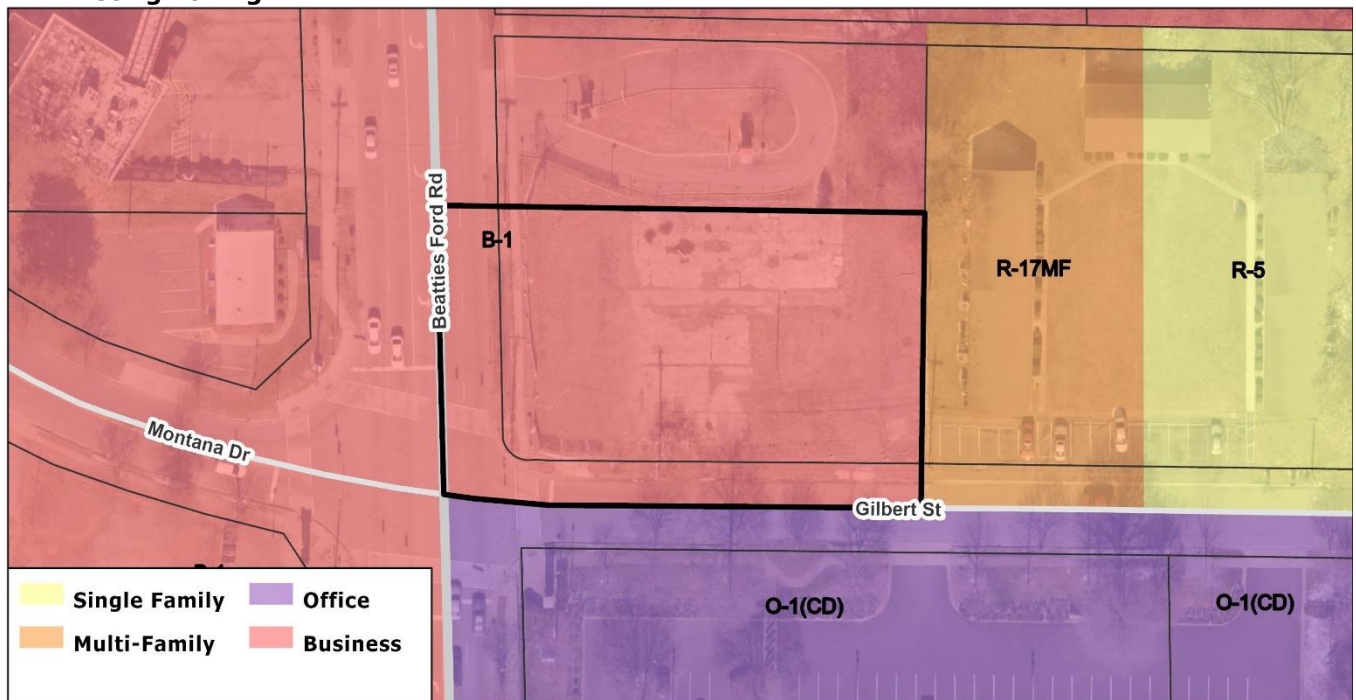 Beatties Ford Rd
B-1
R-17MF
R-5
Montana Dr
Gilbert St
O-1(CD)
O-1(CD)
Single Family
Office
Multi-Family
Business